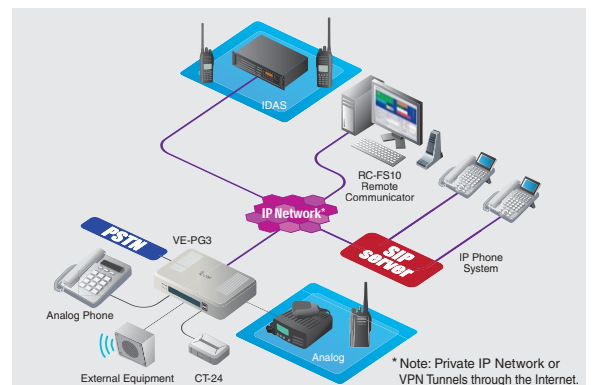 IDAS
RC-FS10
Remote
Communicator
IP Network*
PSTN
VE-PG3
SIP
server
IP Phone
System
Analog Phone
Analog
External Equipment
CT-24
* Note: Private IP Network or
VPN Tunnels through the Internet.